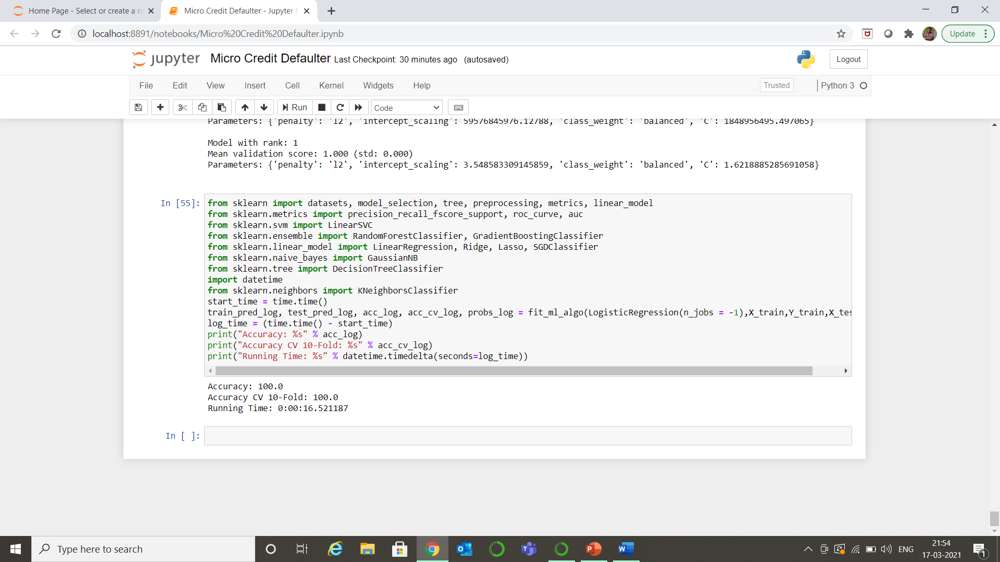 Home Page - Select or create a n
Micro Credit Defaulter - Jupyter
localhost:8891/notebooks/Micro%20Credit%20Defaulter.ipynb
Update
jupyter Micro Credit Defaulter Last Checkpoint: 30 minutes ago (autosaved)
Logout
File Edit View Insert Cell Kernel Widgets Help
Trusted
Python 3
Run
Code
Parameters: {'penalty': 'l2', 'intercept_scaling': 59576845976.12788, 'class_weight': 'balanced', 'C': 1848956495.497065}
Model with rank: 1
Mean validation score: 1.000 (std: 0.000)
Parameters: {'penalty': 'l2', 'intercept_scaling': 3.548583309145859, 'class_weight': 'balanced', 'C': 1.6218885285691058}
In [55]:
from sklearn import datasets, model_selection, tree, preprocessing, metrics, linear_model
from sklearn.metrics import precision_recall_fscore_support, roc_curve, auc
from sklearn.svm import LinearSVC
from sklearn.ensemble import RandomForestClassifier, GradientBoostingClassifier
from sklearn.linear_model import LinearRegression, Ridge, Lasso, SGDClassifier
from sklearn.naive_bayes import GaussianNB
from sklearn.tree import DecisionTreeClassifier
import datetime
from sklearn.neighbors import KNeighborsClassifier
start_time = time.time()
train_pred_log, test_pred_log, acc_log, acc_cv_log, probs_log = fit_ml_algo(LogisticRegression(n_jobs = -1),X_train,Y_train,X_tes
log_time = (time.time() - start_time)
print("Accuracy: %s" % acc_log)
print("Accuracy CV 10-Fold: %s" % acc_cv_log)
print("Running Time: %s" % datetime.timedelta(seconds=log_time))
Accuracy: 100.0
Accuracy CV 10-Fold: 100.0
Running Time: 0:00:16.521187
In [ ]:
Type here to search
ENG
21:54
17-03-2021
1